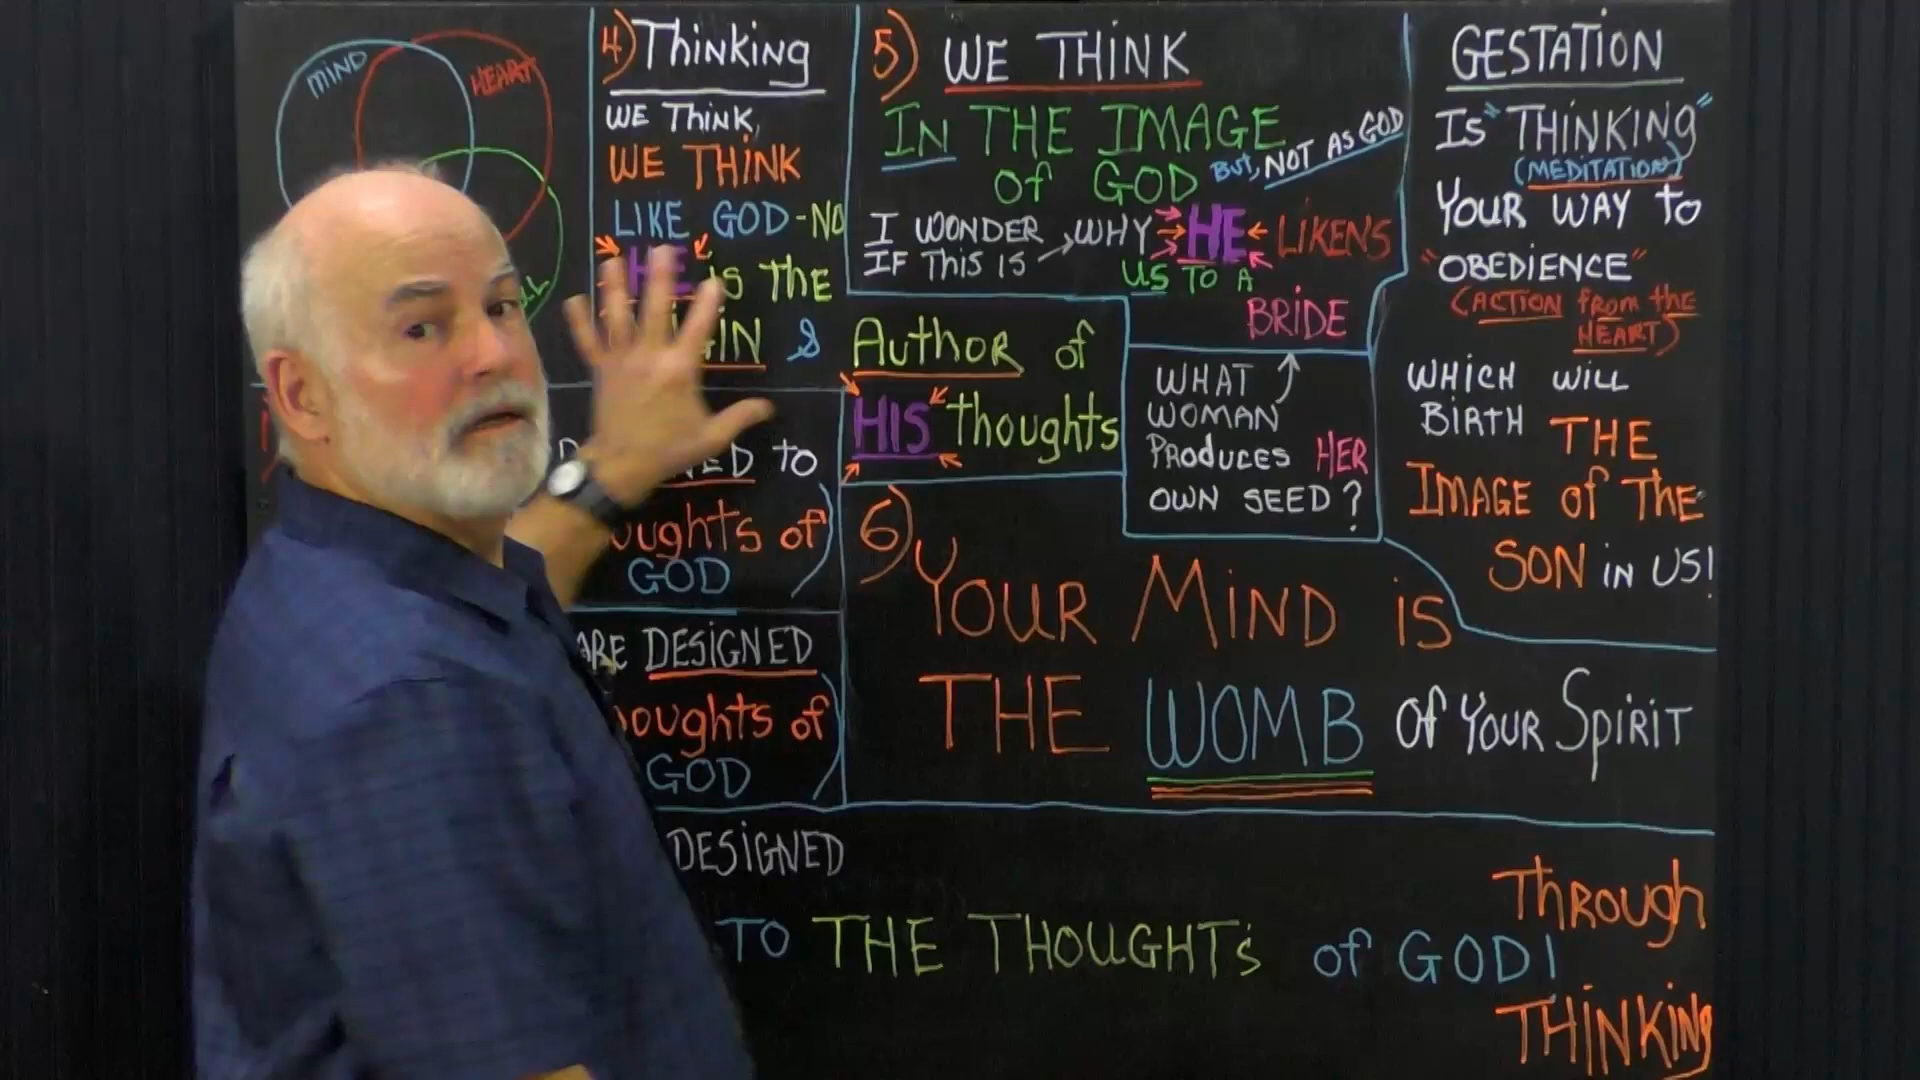 MIND
HEART
4) Thinking
WE THINK,
WE THINK
LIKE GOD-NO
HE is THE
& 
TO
oughts of
GOD
ARE DESIGNED
oughts of
GOD
5) WE THINK
IN THE IMAGE
Of GOD BUT, NOT AS GOD
I WONDER WHY HE LIKENS
IF THIS IS US TO A
BRIDE
AUTHOR of
HIS thoughts
WHAT
WOMAN
PRODUCES HER
OWN SEED?
6) YOUR MIND IS
THE WOMB Of YOUR SPIRIT
GESTATION
IS "THINKING"
(MEDITATION)
YOUR WAY TO
"OBEDIENCE"
(ACTION from the
HEART)
WHICH WILL
BIRTH THE
IMAGE of THE
SON IN US!
DESIGNED
TO THE THOUGHTS of GOD!
THROUGH
THINKING